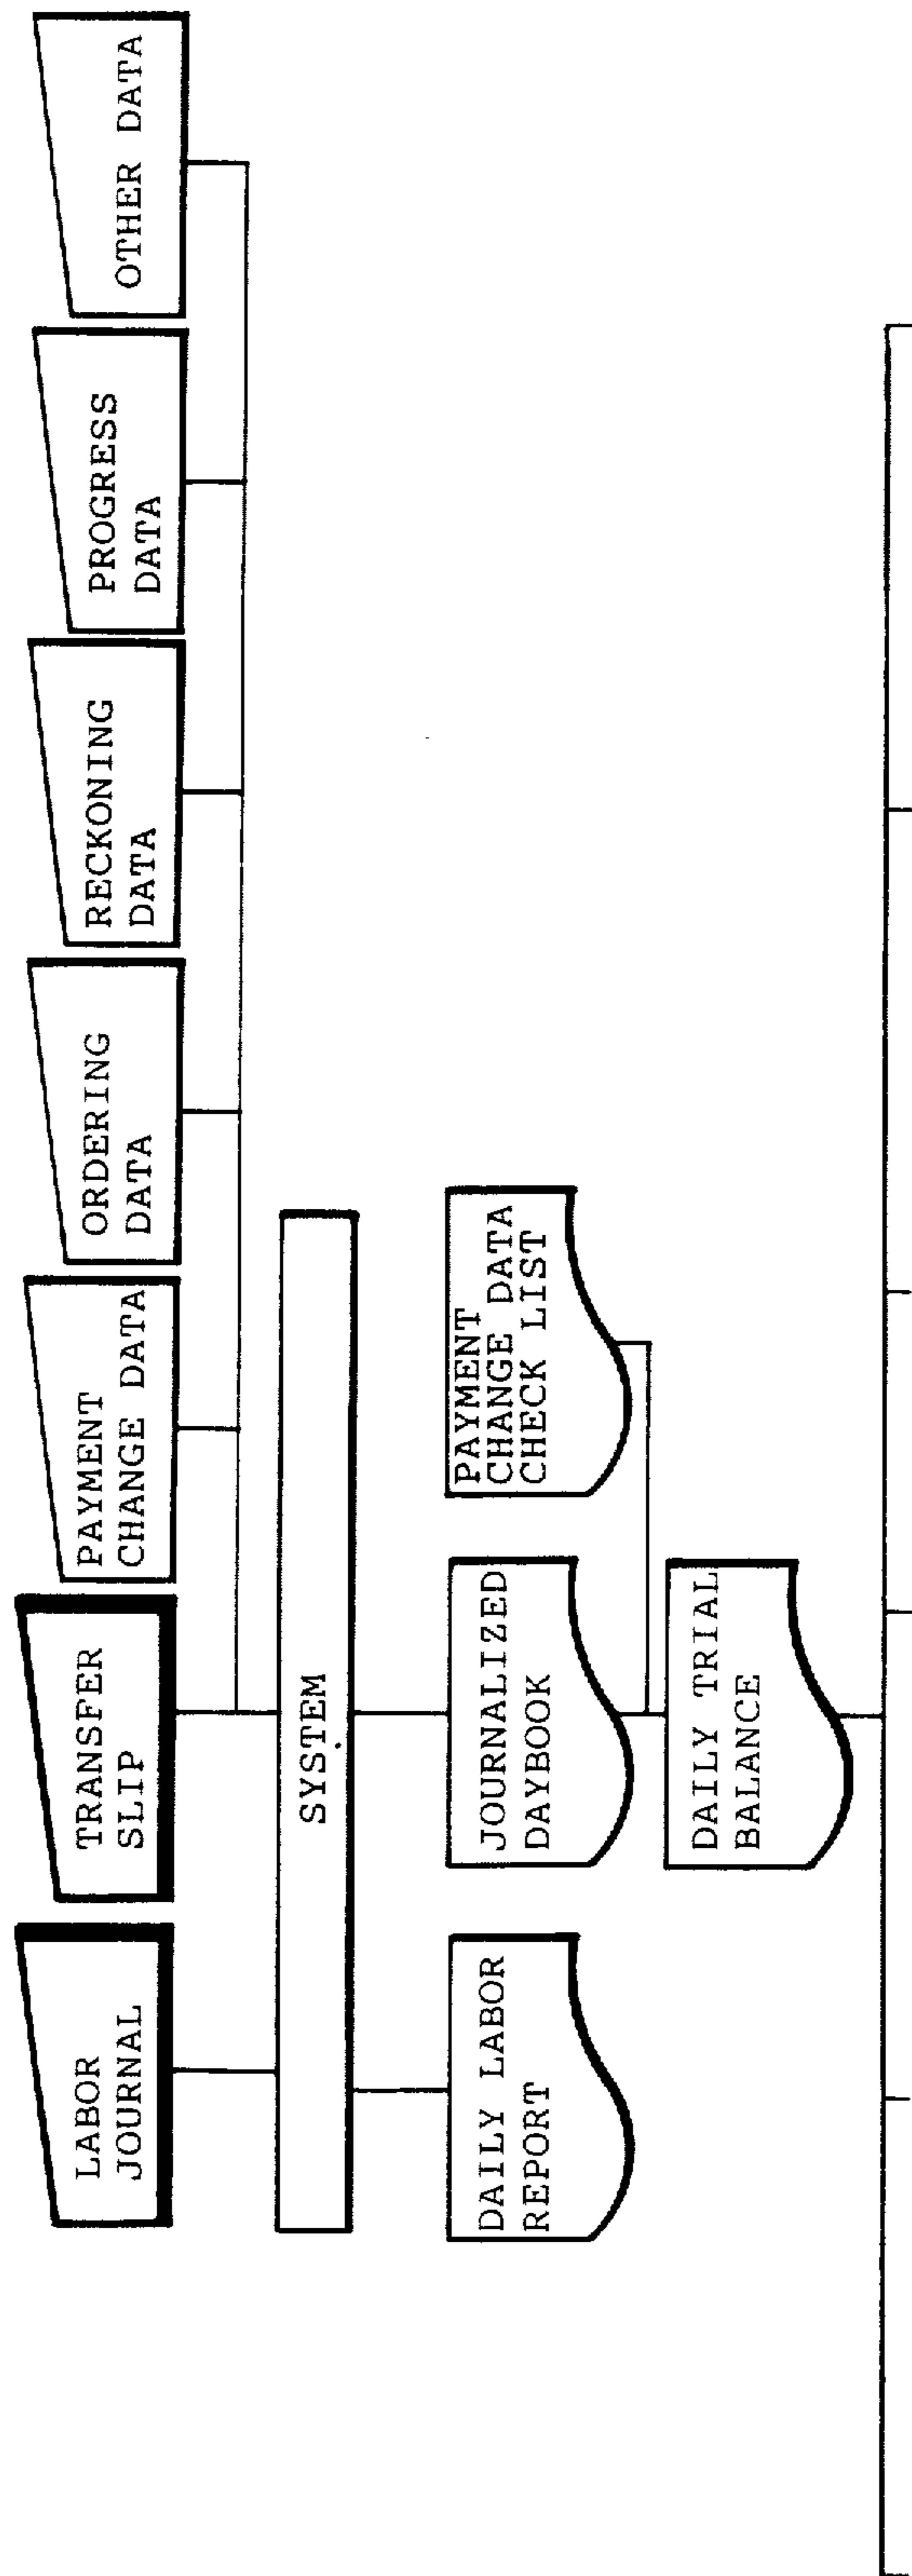 LABOR
JOURNAL
TRANSFER
SLIP
PAYMENT
CHANGE DATA
ORDERING
DATA
RECKONING
DATA
PROGRESS
DATA
OTHER DATA
SYSTEM
DAILY LABOR
REPORT
JOURNALIZED
DAYBOOK
PAYMENT
CHANGE DATA
CHECK LIST
DAILY TRIAL
BALANCE